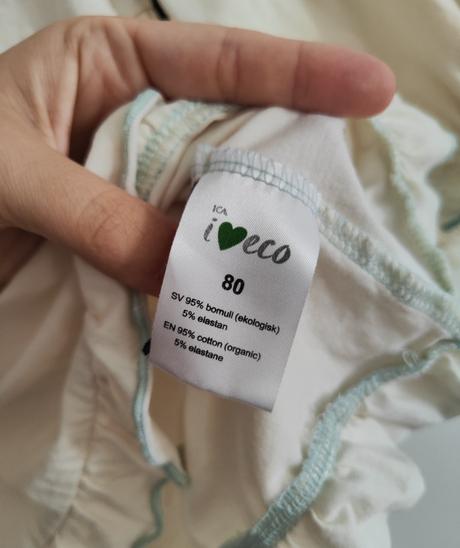 ICA
i♥eco
80
SV 95% bomull (ekologisk)
5% elastan
EN 95% cotton (organic)
5% elastane